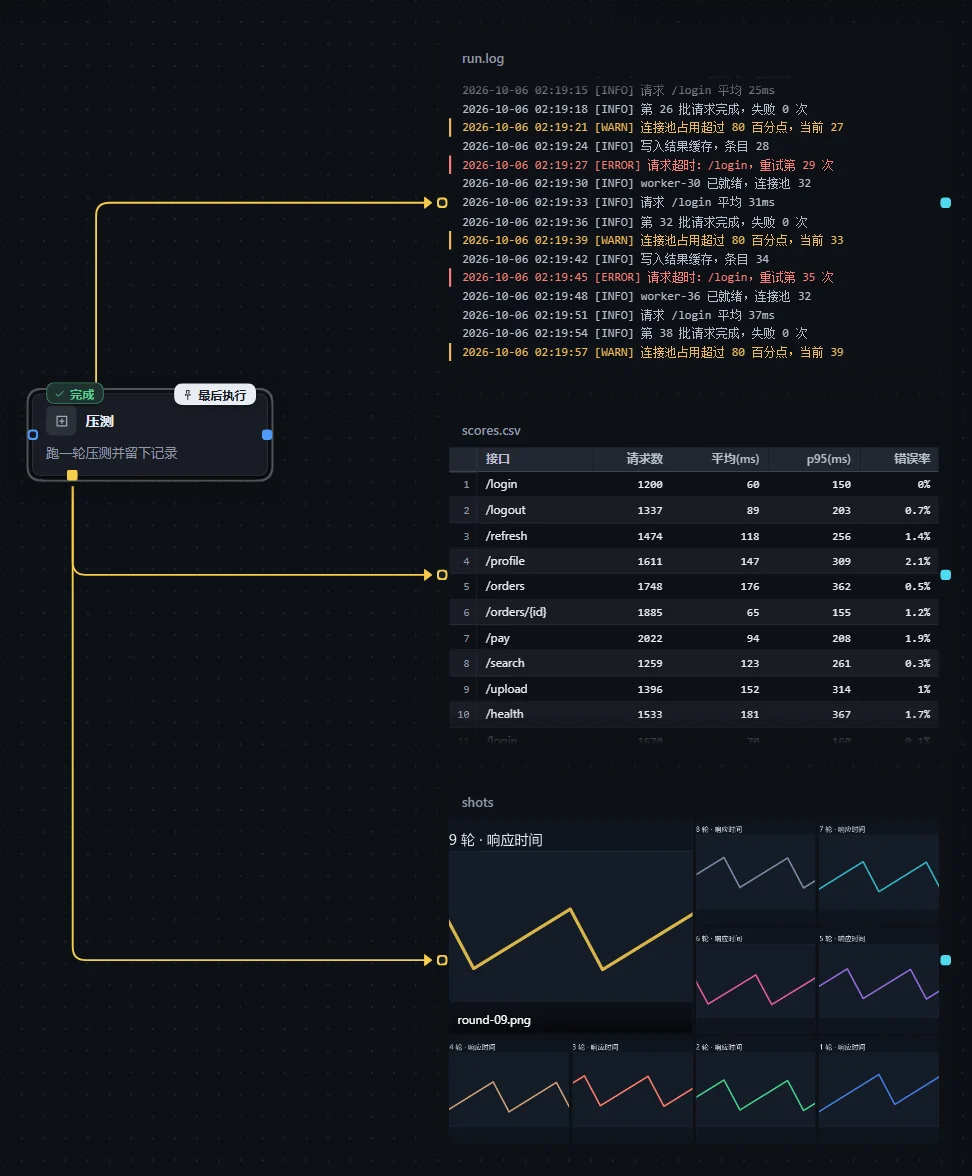 run.log
2026-10-06 02:19:15 [INFO] 请求 /login 平均 25ms
2026-10-06 02:19:18 [INFO] 第 26 批请求完成，失败 0 次
2026-10-06 02:19:21 [WARN] 连接池占用超过 80 百分点，当前 27
2026-10-06 02:19:24 [INFO] 写入结果缓存，条目 28
2026-10-06 02:19:27 [ERROR] 请求超时：/login，重试第 29 次
2026-10-06 02:19:30 [INFO] worker-30 已就绪，连接池 32
2026-10-06 02:19:33 [INFO] 请求 /login 平均 31ms
2026-10-06 02:19:36 [INFO] 第 32 批请求完成，失败 0 次
2026-10-06 02:19:39 [WARN] 连接池占用超过 80 百分点，当前 33
2026-10-06 02:19:42 [INFO] 写入结果缓存，条目 34
2026-10-06 02:19:45 [ERROR] 请求超时：/login，重试第 35 次
2026-10-06 02:19:48 [INFO] worker-36 已就绪，连接池 32
2026-10-06 02:19:51 [INFO] 请求 /login 平均 37ms
2026-10-06 02:19:54 [INFO] 第 38 批请求完成，失败 0 次
2026-10-06 02:19:57 [WARN] 连接池占用超过 80 百分点，当前 39
完成 最后执行
压测
跑一轮压测并留下记录
scores.csv
接口 请求数 平均(ms) p95(ms) 错误率
1 /login 1200 60 150 0%
2 /logout 1337 89 203 0.7%
3 /refresh 1474 118 256 1.4%
4 /profile 1611 147 309 2.1%
5 /orders 1748 176 362 0.5%
6 /orders/{id} 1885 65 155 1.2%
7 /pay 2022 94 208 1.9%
8 /search 1259 123 261 0.3%
9 /upload 1396 152 314 1%
10 /health 1533 181 367 1.7%
11 /login 1670 70 160 0.1%
shots
9 轮 · 响应时间
8 轮 · 响应时间
7 轮 · 响应时间
6 轮 · 响应时间
5 轮 · 响应时间
round-09.png
4 轮 · 响应时间
3 轮 · 响应时间
2 轮 · 响应时间
1 轮 · 响应时间